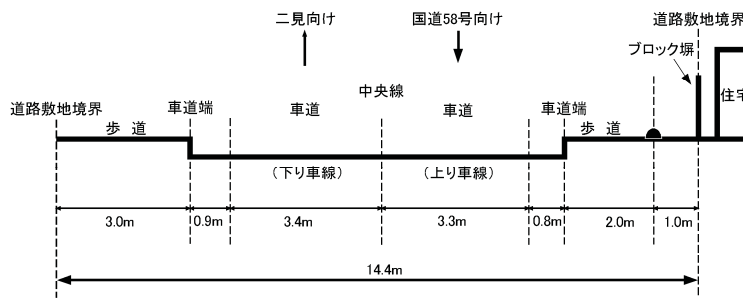 二見向け
国道58号向け
道路敷地境界
ブロック塀
中央線
道路敷地境界
車道端
車道
車道
車道端
住宅
歩 道
歩 道
(下り車線)
(上り車線)
3.0m
0.9m
3.4m
3.3m
0.8m
2.0m
1.0m
14.4m